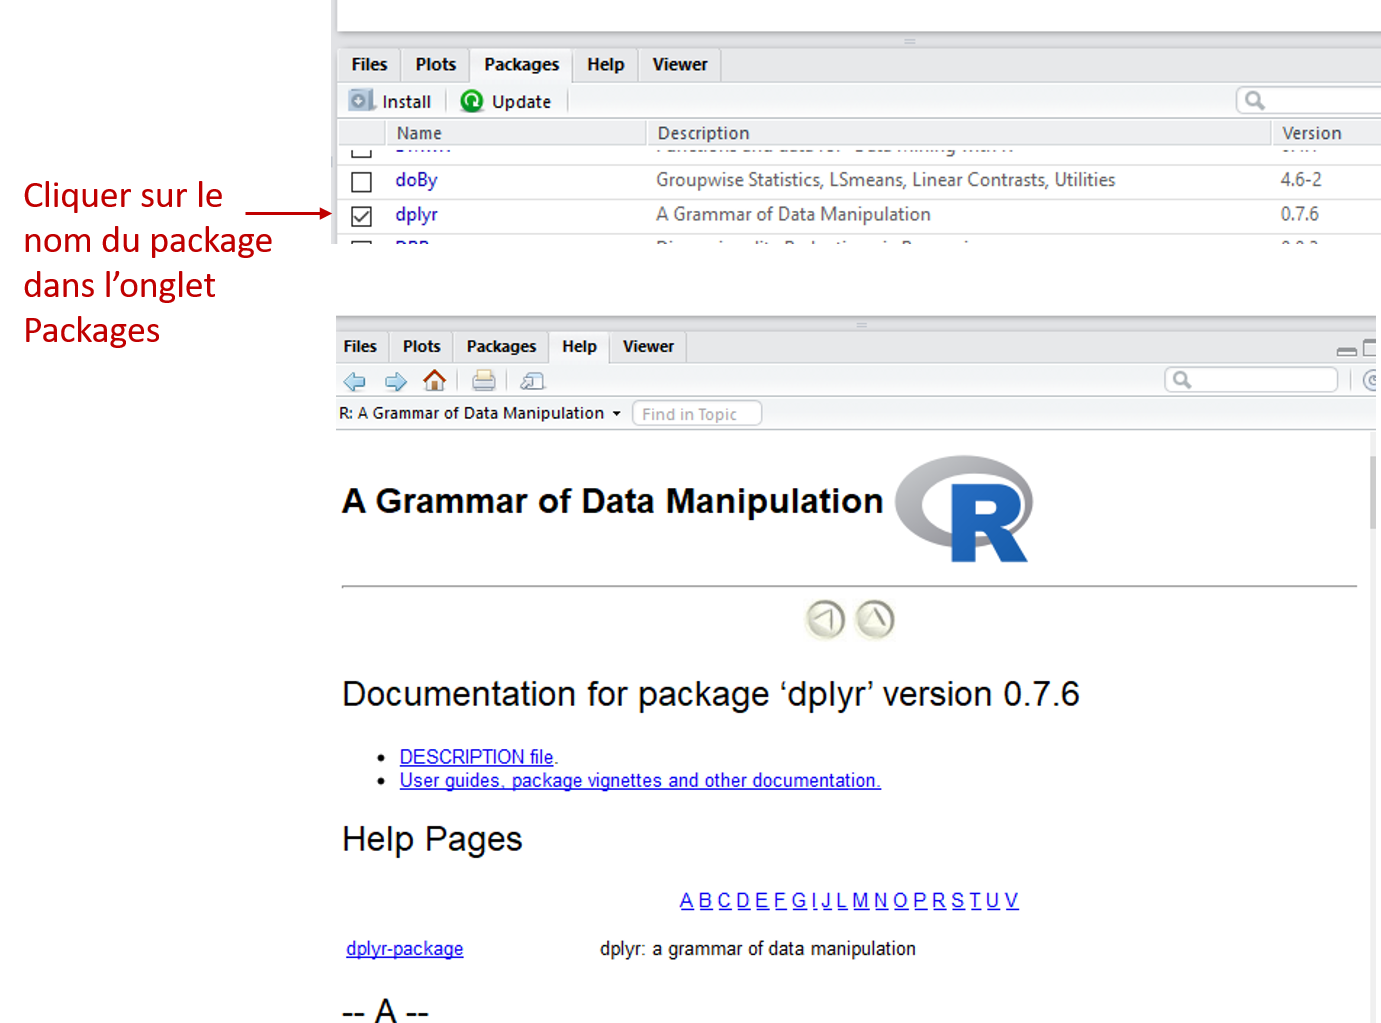 Files Plots Packages Help Viewer
Install Update
Name Description Version
doBy Groupwise Statistics, LSmeans, Linear Contrasts, Utilities 4.6-2
dplyr A Grammar of Data Manipulation 0.7.6
Cliquer sur le
nom du package
dans l’onglet
Packages
Files Plots Packages Help Viewer
R: A Grammar of Data Manipulation Find in Topic
A Grammar of Data Manipulation R
Documentation for package ‘dplyr’ version 0.7.6
• DESCRIPTION file.
• User guides, package vignettes and other documentation.
Help Pages
A B C D E F G I J L M N O P R S T U V
dplyr-package dplyr: a grammar of data manipulation
-- A --